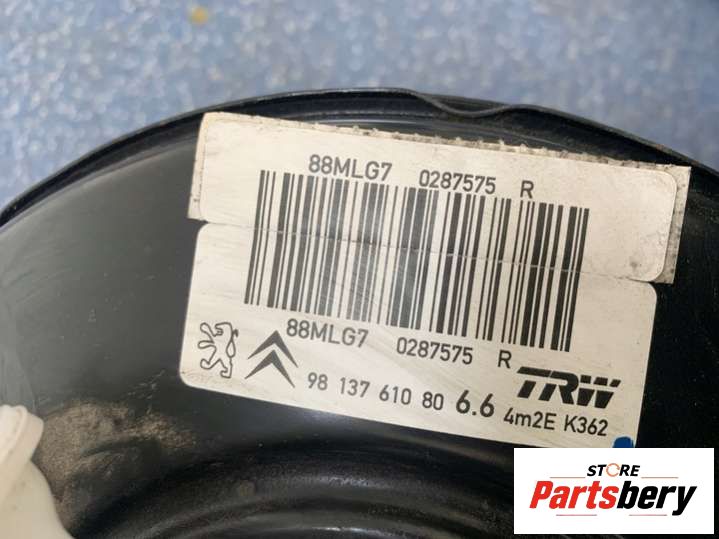 88MLG7 0287575 R
88MLG7 0287575 R
TRW
98 137 610 80 6.6 4m2E K362
STORE
Partsbery